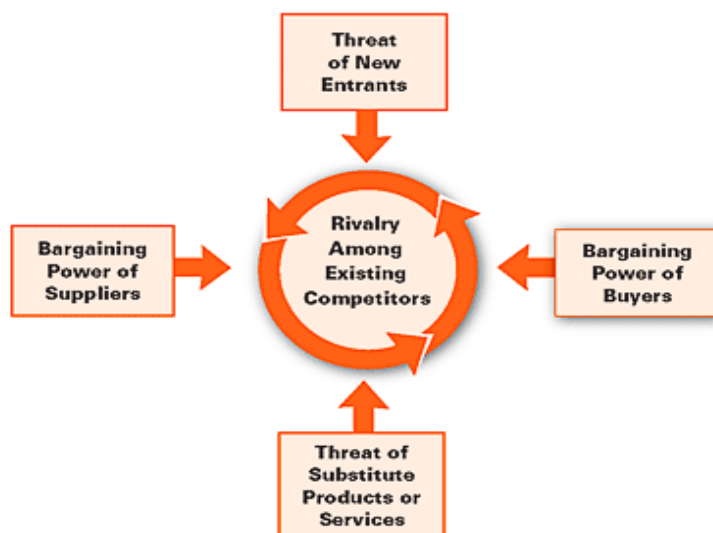 Threat
of New
Entrants
Bargaining
Power of
Suppliers
Rivalry
Among
Existing
Competitors
Bargaining
Power of
Buyers
Threat of
Substitute
Products or
Services